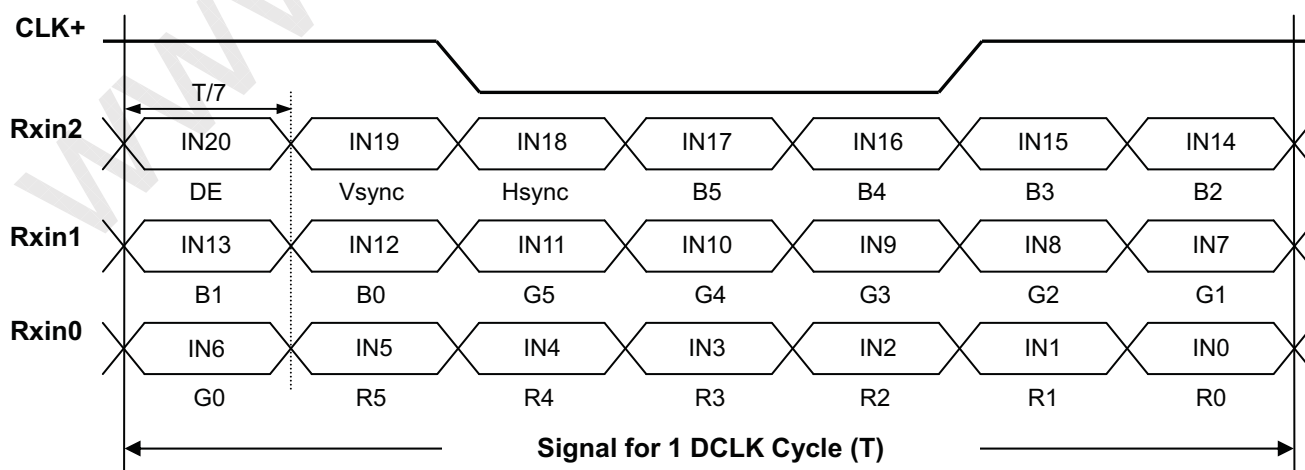 CLK+
T/7
Rxin2 IN20 IN19 IN18 IN17 IN16 IN15 IN14
DE Vsync Hsync B5 B4 B3 B2
Rxin1 IN13 IN12 IN11 IN10 IN9 IN8 IN7
B1 B0 G5 G4 G3 G2 G1
Rxin0 IN6 IN5 IN4 IN3 IN2 IN1 IN0
G0 R5 R4 R3 R2 R1 R0
Signal for 1 DCLK Cycle (T)